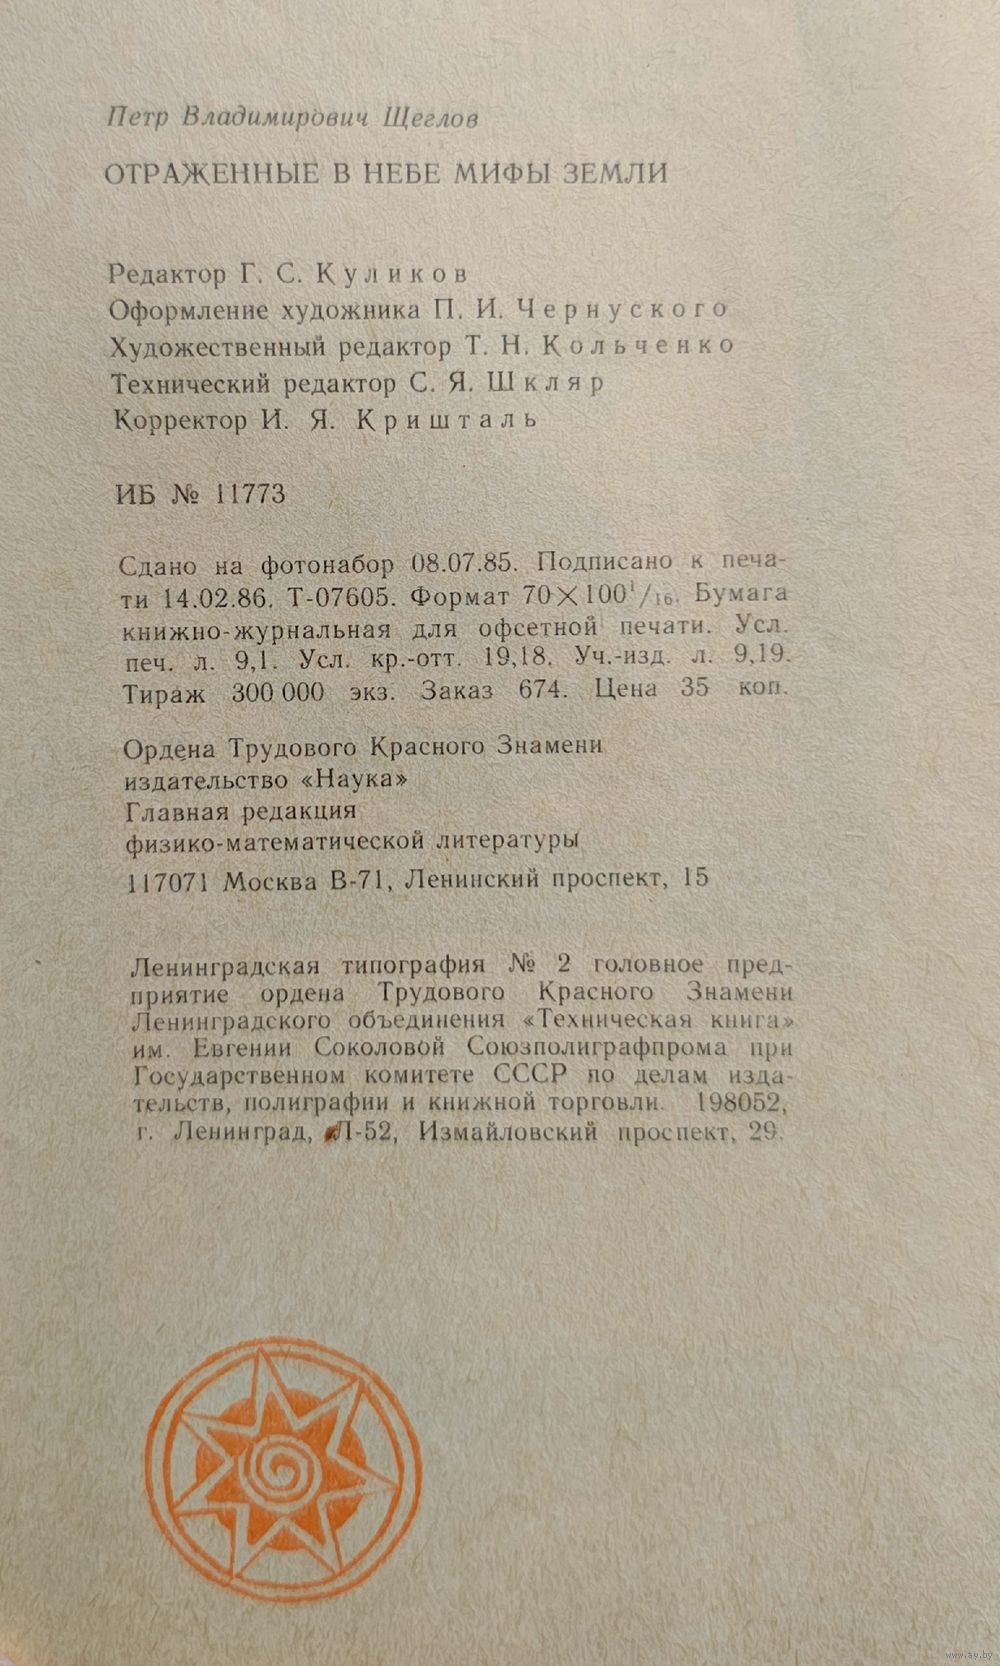 Петр Владимирович Щеглов
ОТРАЖЕННЫЕ В НЕБЕ МИФЫ ЗЕМЛИ
Редактор Г. С. Куликов
Оформление художника П. И. Чернуского
Художественный редактор Т. Н. Кольченко
Технический редактор С. Я. Шкляр
Корректор И. Я. Кришталь
ИБ № 11773
Сдано на фотонабор 08.07.85. Подписано к печа-
ти 14.02.86. Т-07605. Формат 70×100¹/₁₆. Бумага
книжно-журнальная для офсетной печати. Усл.
печ. л. 9,1. Усл. кр.-отт. 19,18. Уч.-изд. л. 9,19.
Тираж 300 000 экз. Заказ 674. Цена 35 коп.
Ордена Трудового Красного Знамени
издательство «Наука»
Главная редакция
физико-математической литературы
117071 Москва В-71, Ленинский проспект, 15
Ленинградская типография № 2 головное пред-
приятие ордена Трудового Красного Знамени
Ленинградского объединения «Техническая книга»
им. Евгении Соколовой Союзполиграфпрома при
Государственном комитете СССР по делам изда-
тельств, полиграфии и книжной торговли. 198052,
г. Ленинград, Л-52, Измайловский проспект, 29.
www.ay.by